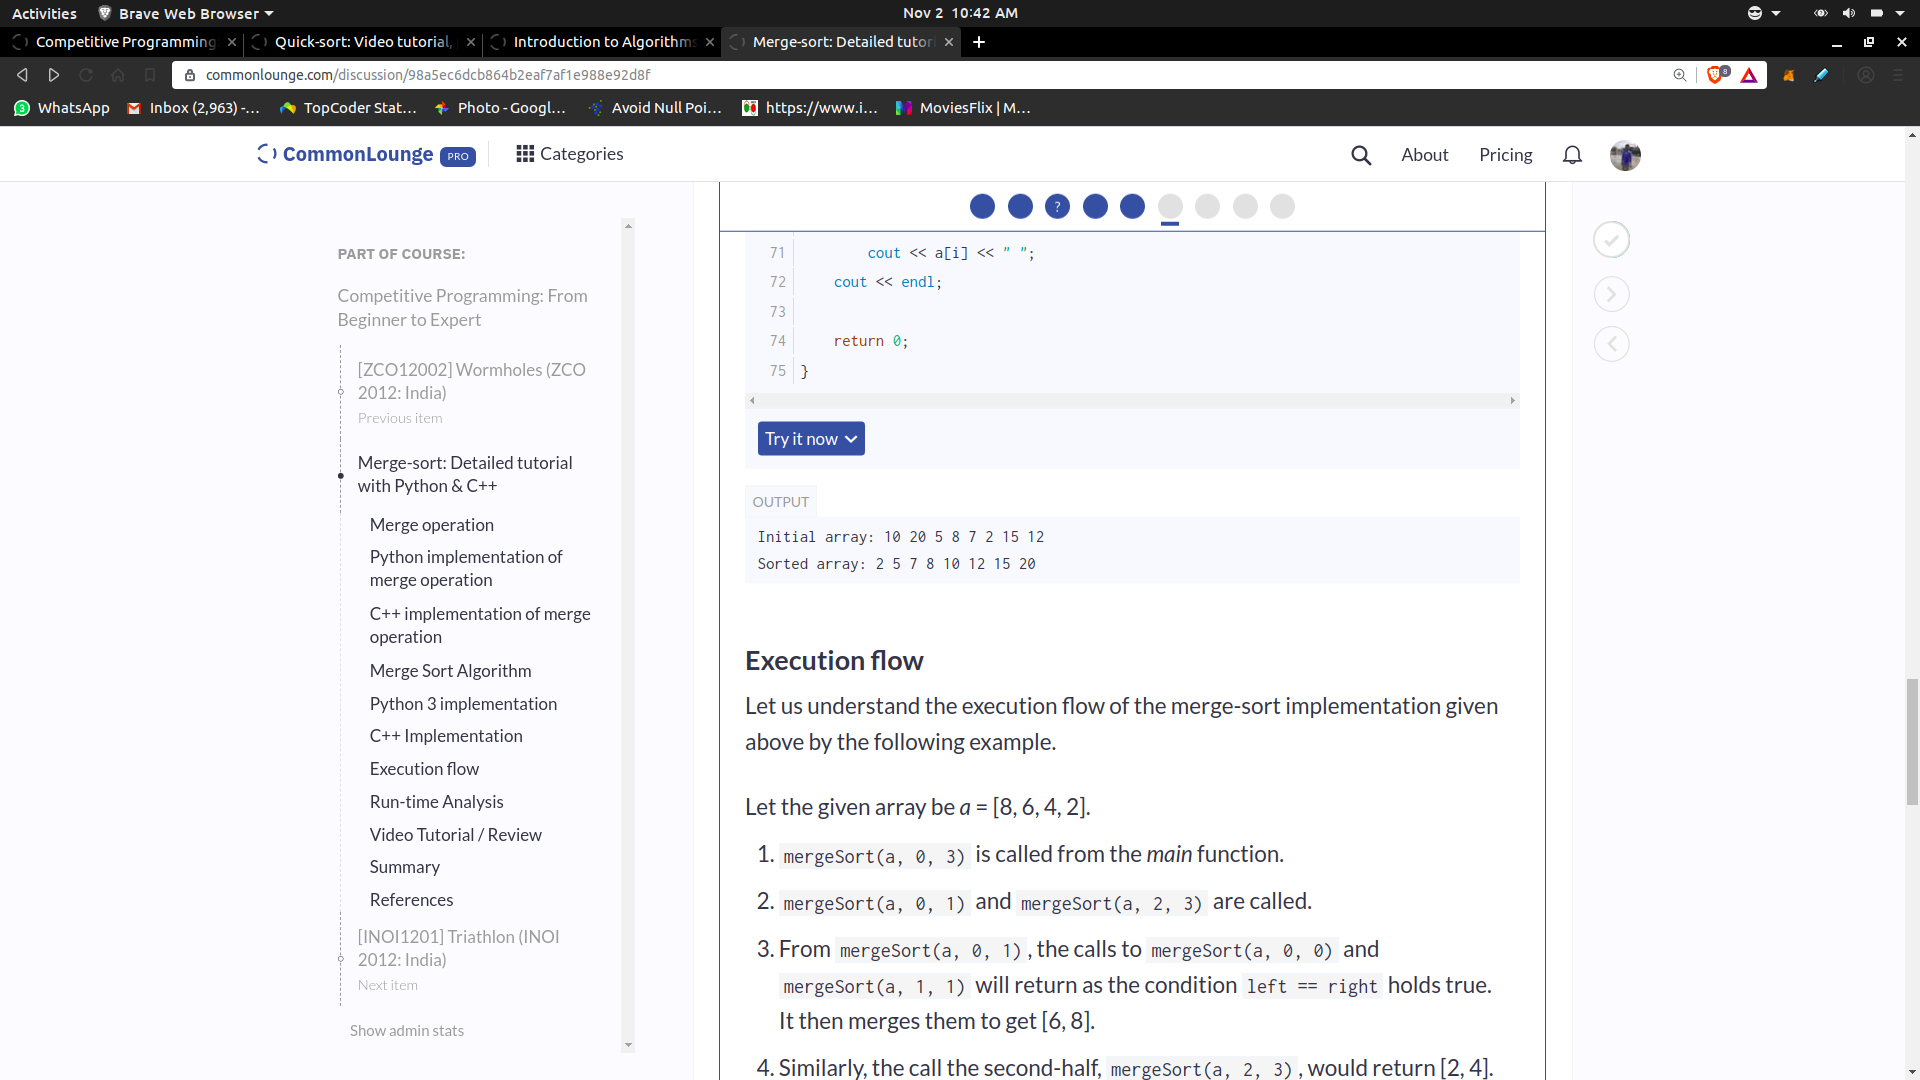 Activities Brave Web Browser Nov 2 10:42 AM
Competitive Programming Quick-sort: Video tutorial, Introduction to Algorithms Merge-sort: Detailed tutori
commonlounge.com/discussion/98a5ec6dcb864b2eaf7af1e988e92d8f 8
3 WhatsApp Inbox (2,963) -... TopCoder Stat... Photo - Googl... Avoid Null Poi... https://www.i... MoviesFlix | M...
CommonLounge PRO Categories About Pricing
?
PART OF COURSE:
Competitive Programming: From
Beginner to Expert
[ZCO12002] Wormholes (ZCO
2012: India)
Previous item
Merge-sort: Detailed tutorial
with Python & C++
Merge operation
Python implementation of
merge operation
C++ implementation of merge
operation
Merge Sort Algorithm
Python 3 implementation
C++ Implementation
Execution flow
Run-time Analysis
Video Tutorial / Review
Summary
References
[INOI1201] Triathlon (INOI
2012: India)
Next item
Show admin stats
71 cout << a[i] << " ";
72 cout << endl;
73
74 return 0;
75 }
Try it now
OUTPUT
Initial array: 10 20 5 8 7 2 15 12
Sorted array: 2 5 7 8 10 12 15 20
Execution flow
Let us understand the execution flow of the merge-sort implementation given
above by the following example.
Let the given array be a = [8, 6, 4, 2].
1. mergeSort(a, 0, 3) is called from the main function.
2. mergeSort(a, 0, 1) and mergeSort(a, 2, 3) are called.
3. From mergeSort(a, 0, 1), the calls to mergeSort(a, 0, 0) and
mergeSort(a, 1, 1) will return as the condition left == right holds true.
It then merges them to get [6, 8].
4. Similarly, the call the second-half, mergeSort(a, 2, 3), would return [2, 4].